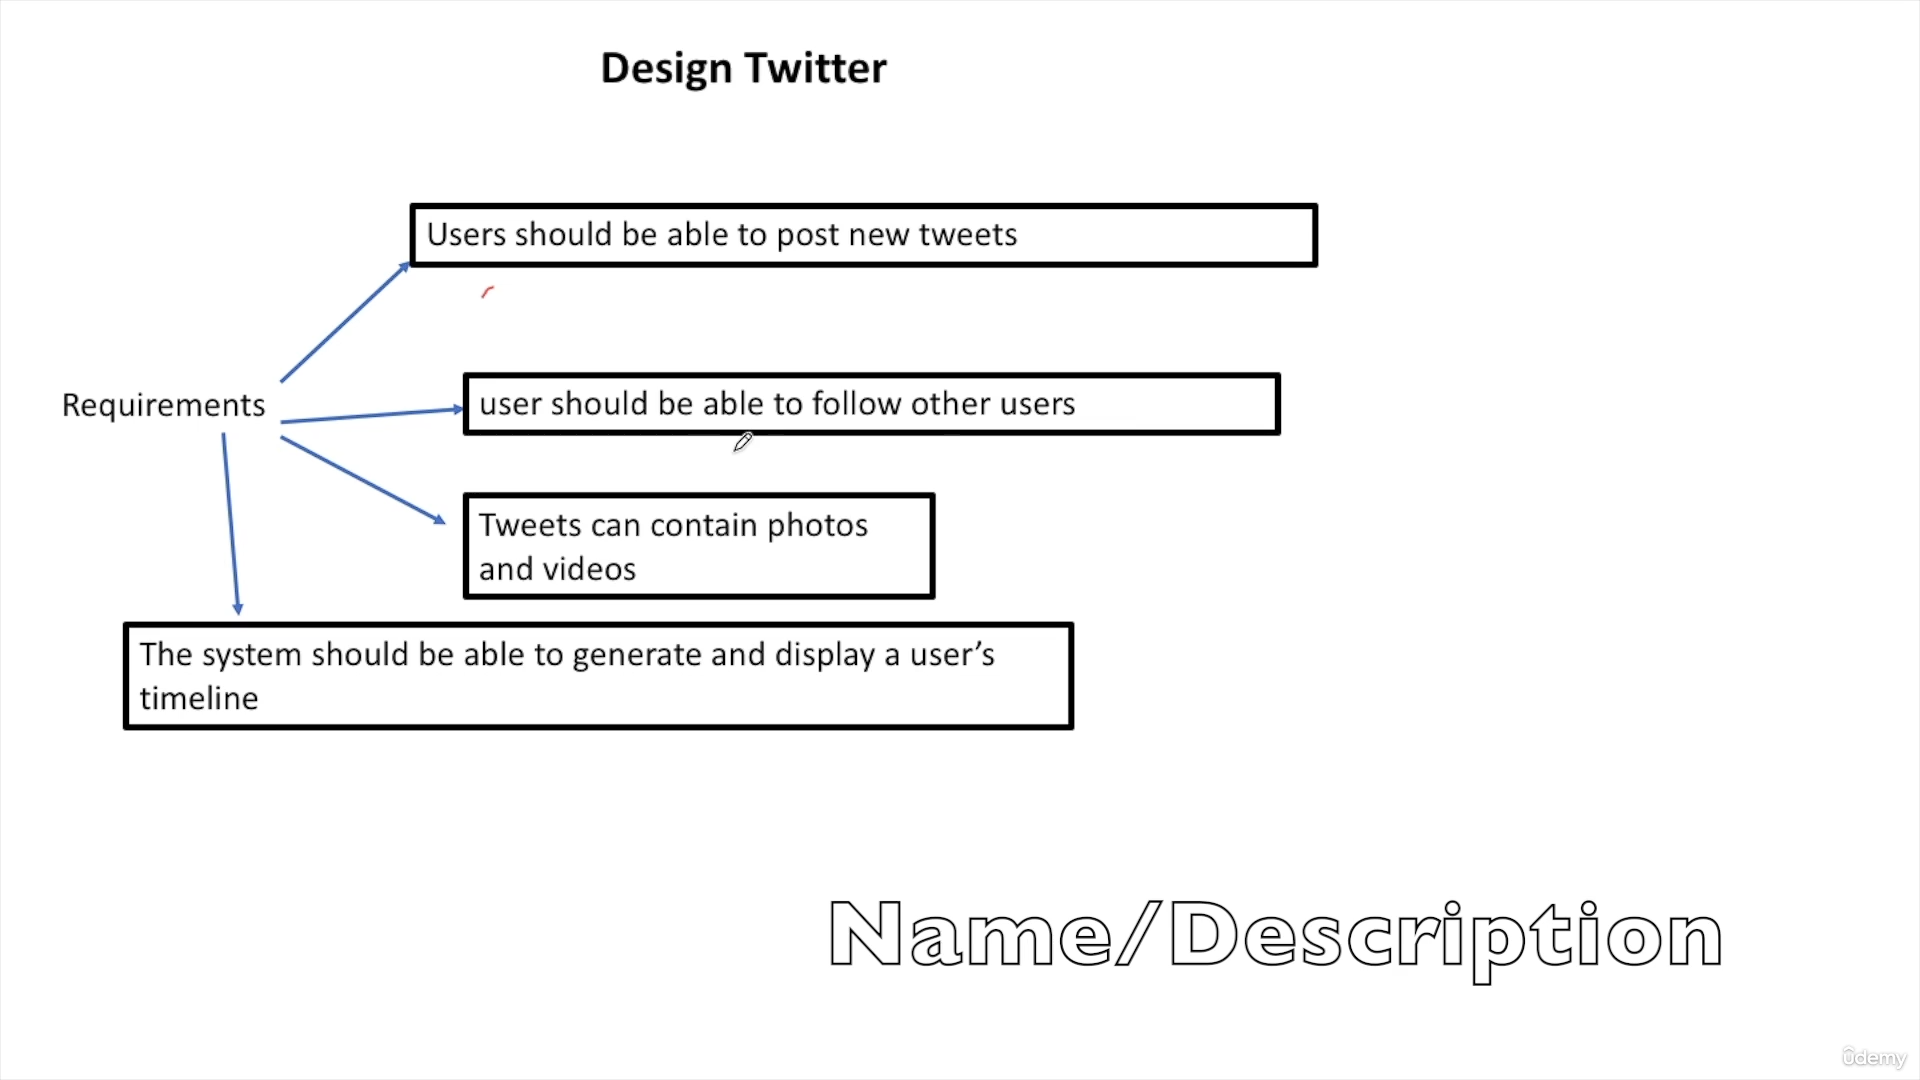 Design Twitter
Users should be able to post new tweets
Requirements
user should be able to follow other users
Tweets can contain photos
and videos
The system should be able to generate and display a user’s
timeline
Name/Description
ûdemy